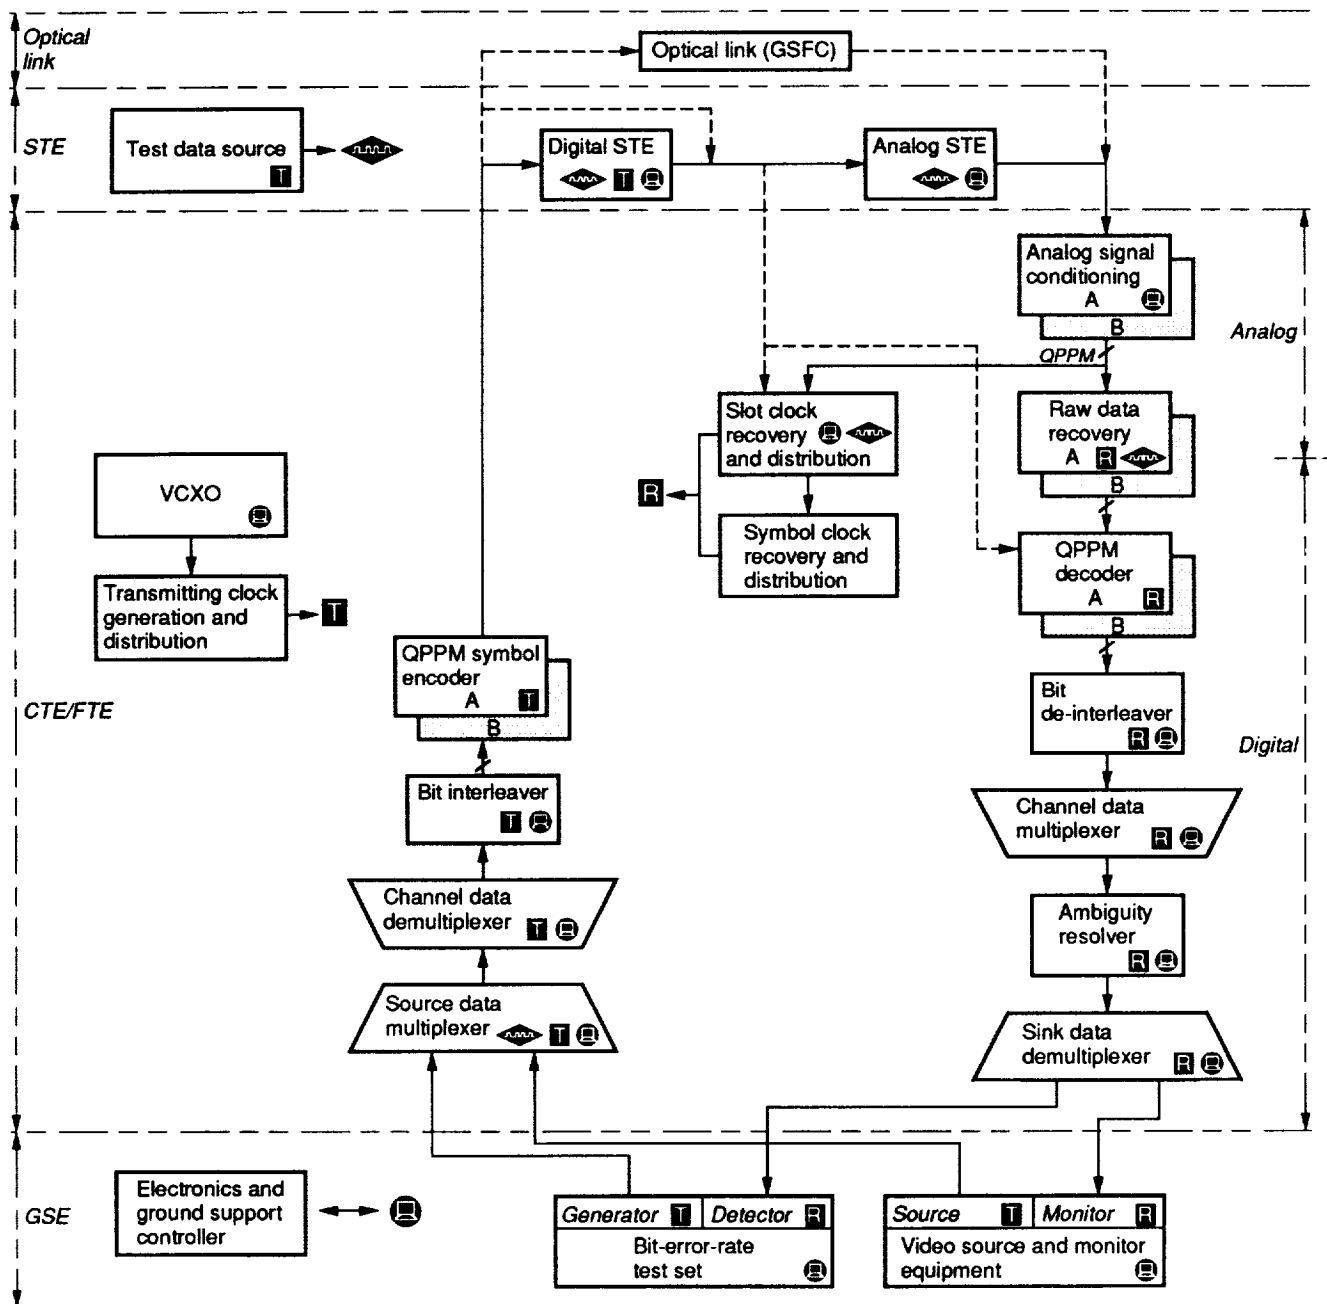 Optical
link
Optical link (GSFC)
STE
Test data source
T
Digital STE
T
Analog STE
Analog signal
conditioning
A
B
Analog
QPPM
Slot clock
recovery
and distribution
Raw data
recovery
A R
B
R
VCXO
Symbol clock
recovery and
distribution
QPPM
decoder
A R
B
Transmitting clock
generation and
distribution
T
QPPM symbol
encoder
A T
B
CTE/FTE
Bit
de-interleaver
R
Digital
Bit interleaver
T
Channel data
multiplexer
R
Channel data
demultiplexer
T
Ambiguity
resolver
R
Source data
multiplexer
T
Sink data
demultiplexer
R
GSE
Electronics and
ground support
controller
Generator T Detector R
Bit-error-rate
test set
Source T Monitor R
Video source and monitor
equipment